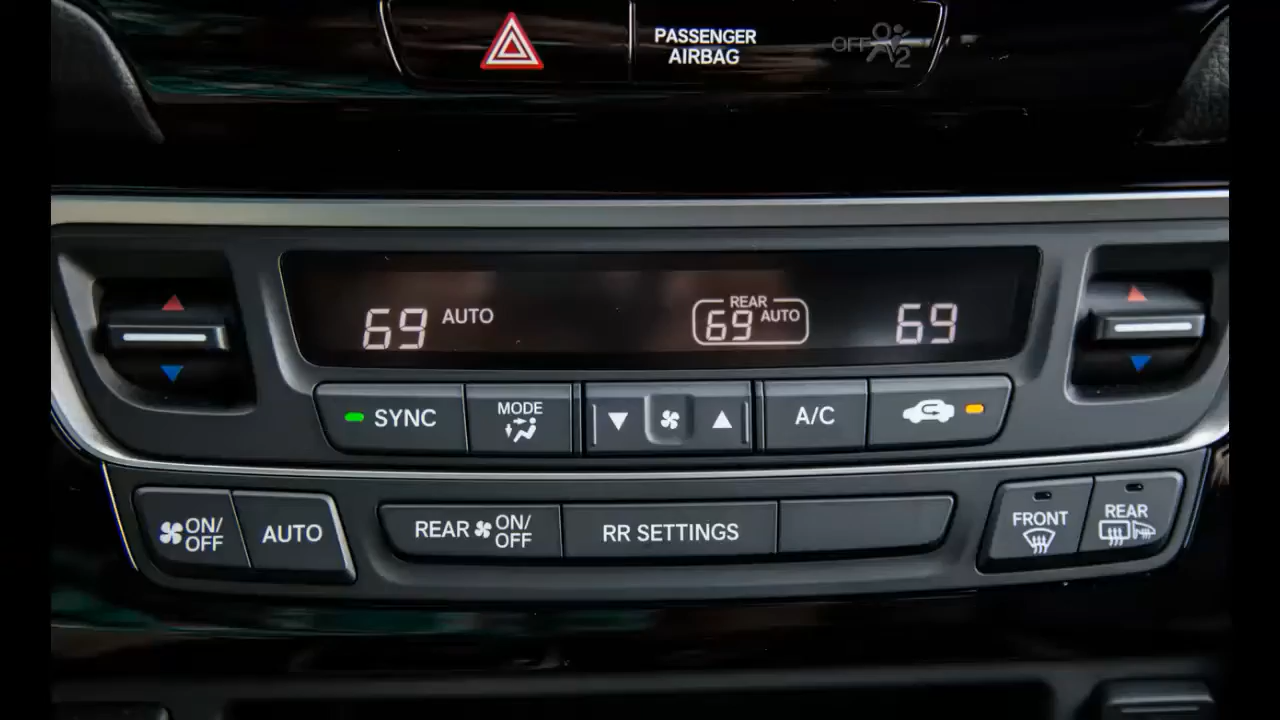 PASSENGER
AIRBAG
OFF
2
69 AUTO
REAR
69 AUTO
69
SYNC
MODE
A/C
ON/
OFF
AUTO
REAR ON/
OFF
RR SETTINGS
FRONT
REAR